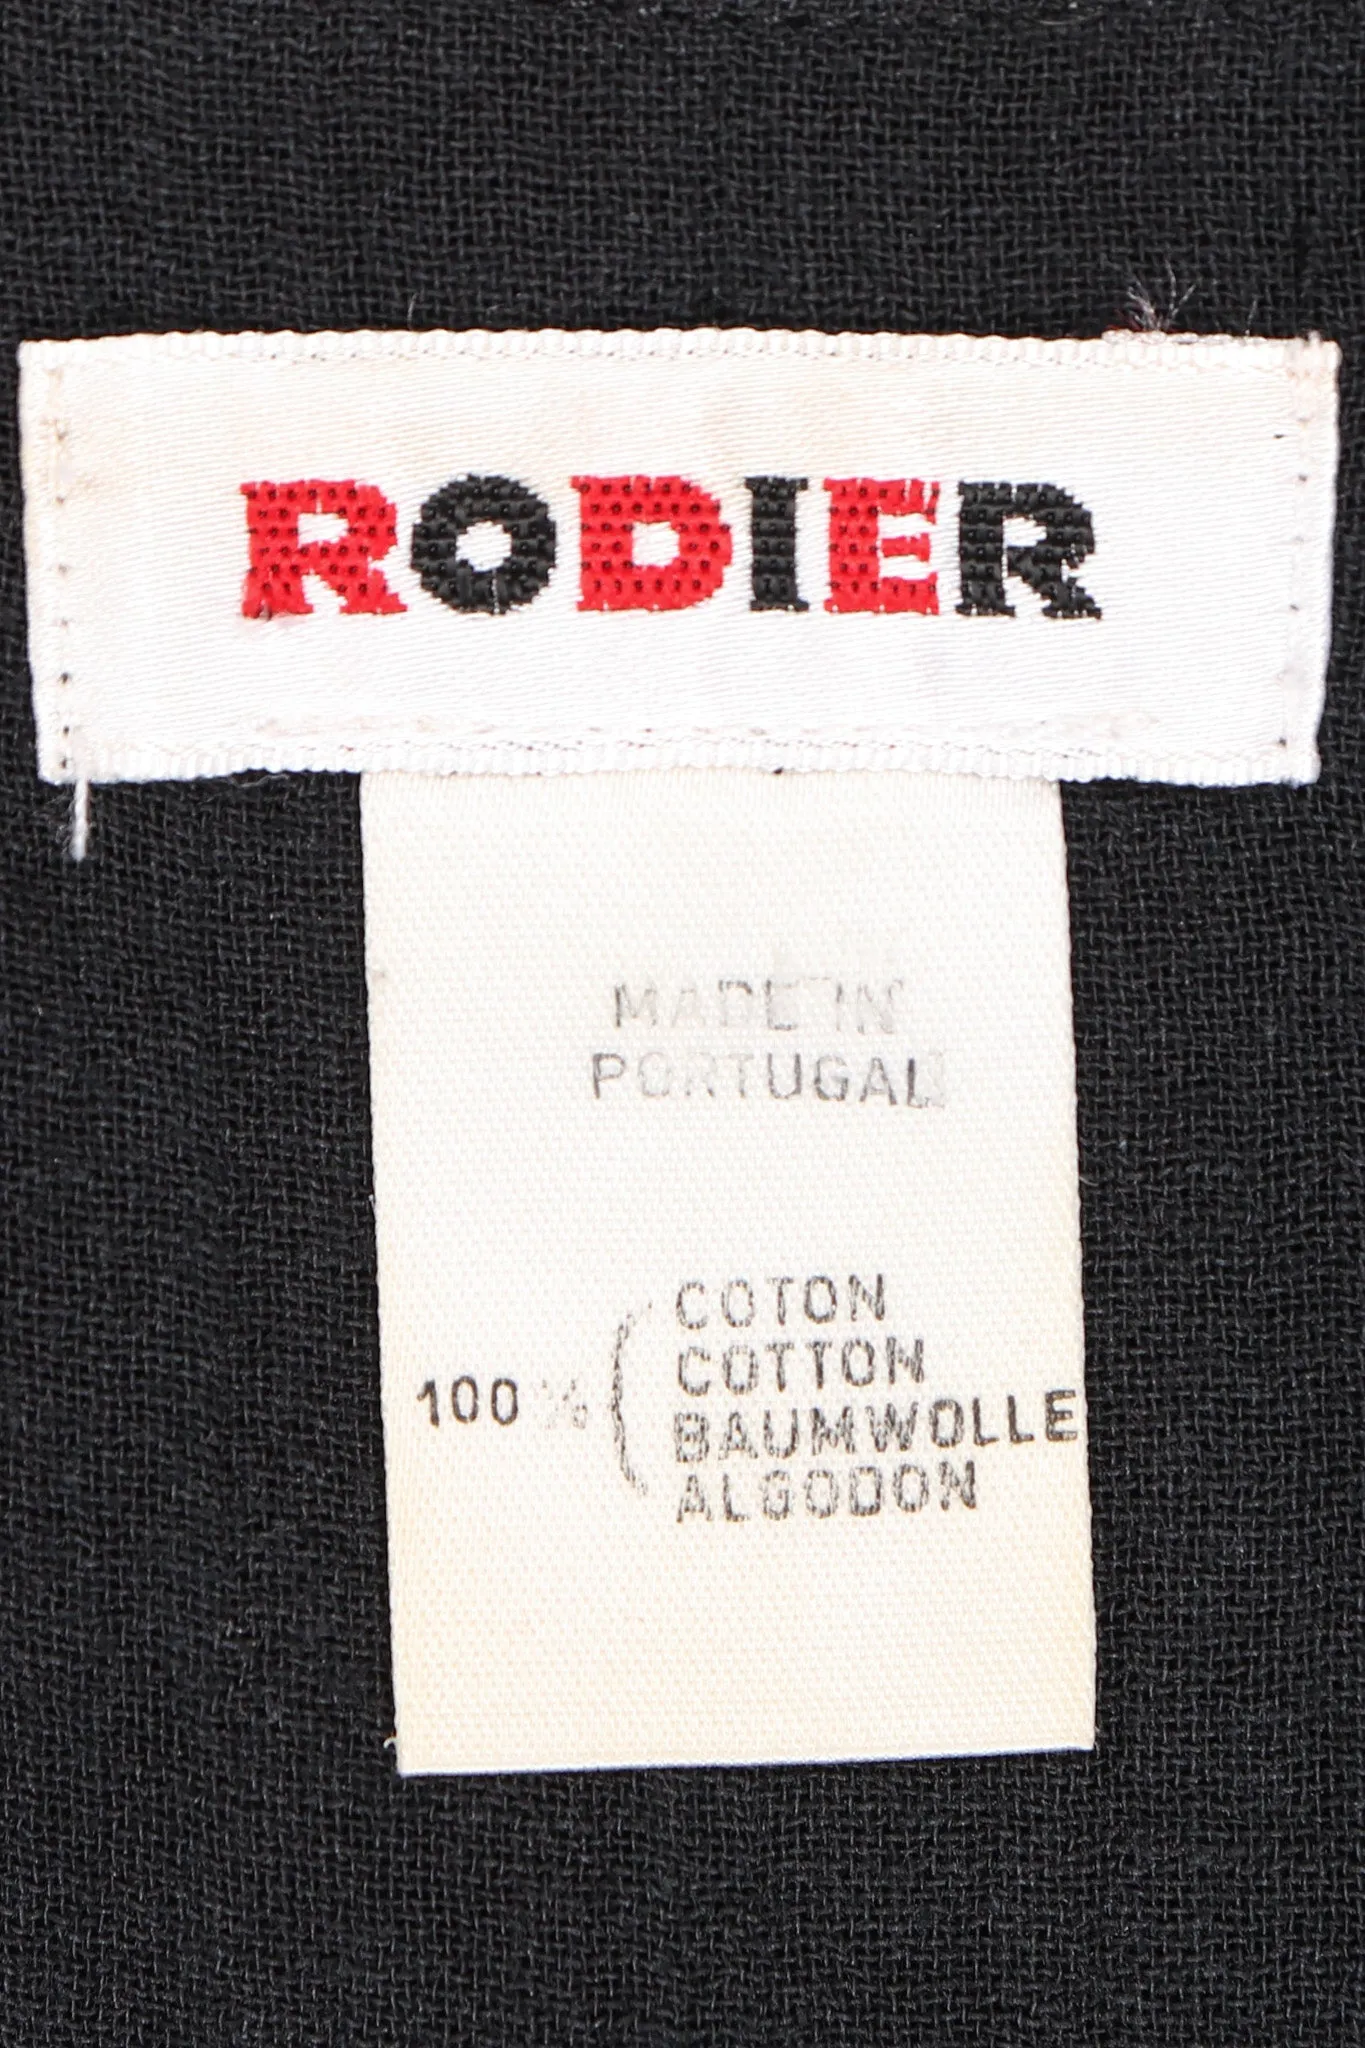 RODIER
MADE IN
PORTUGAL
COTON
COTTON
100 % ( BAUMWOLLE
ALGODON